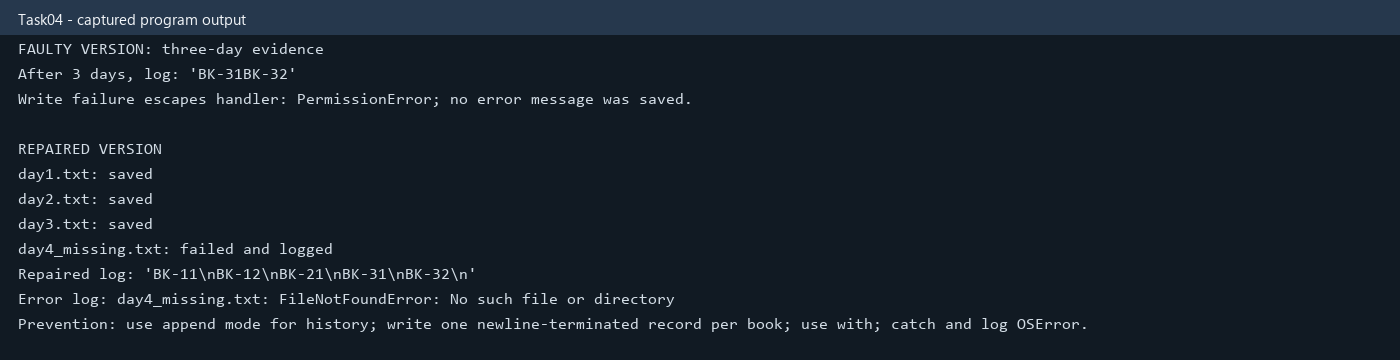 Task04 - captured program output
FAULTY VERSION: three-day evidence
After 3 days, log: 'BK-31BK-32'
Write failure escapes handler: PermissionError; no error message was saved.
REPAIRED VERSION
day1.txt: saved
day2.txt: saved
day3.txt: saved
day4_missing.txt: failed and logged
Repaired log: 'BK-11\nBK-12\nBK-21\nBK-31\nBK-32\n'
Error log: day4_missing.txt: FileNotFoundError: No such file or directory
Prevention: use append mode for history; write one newline-terminated record per book; use with; catch and log OSError.